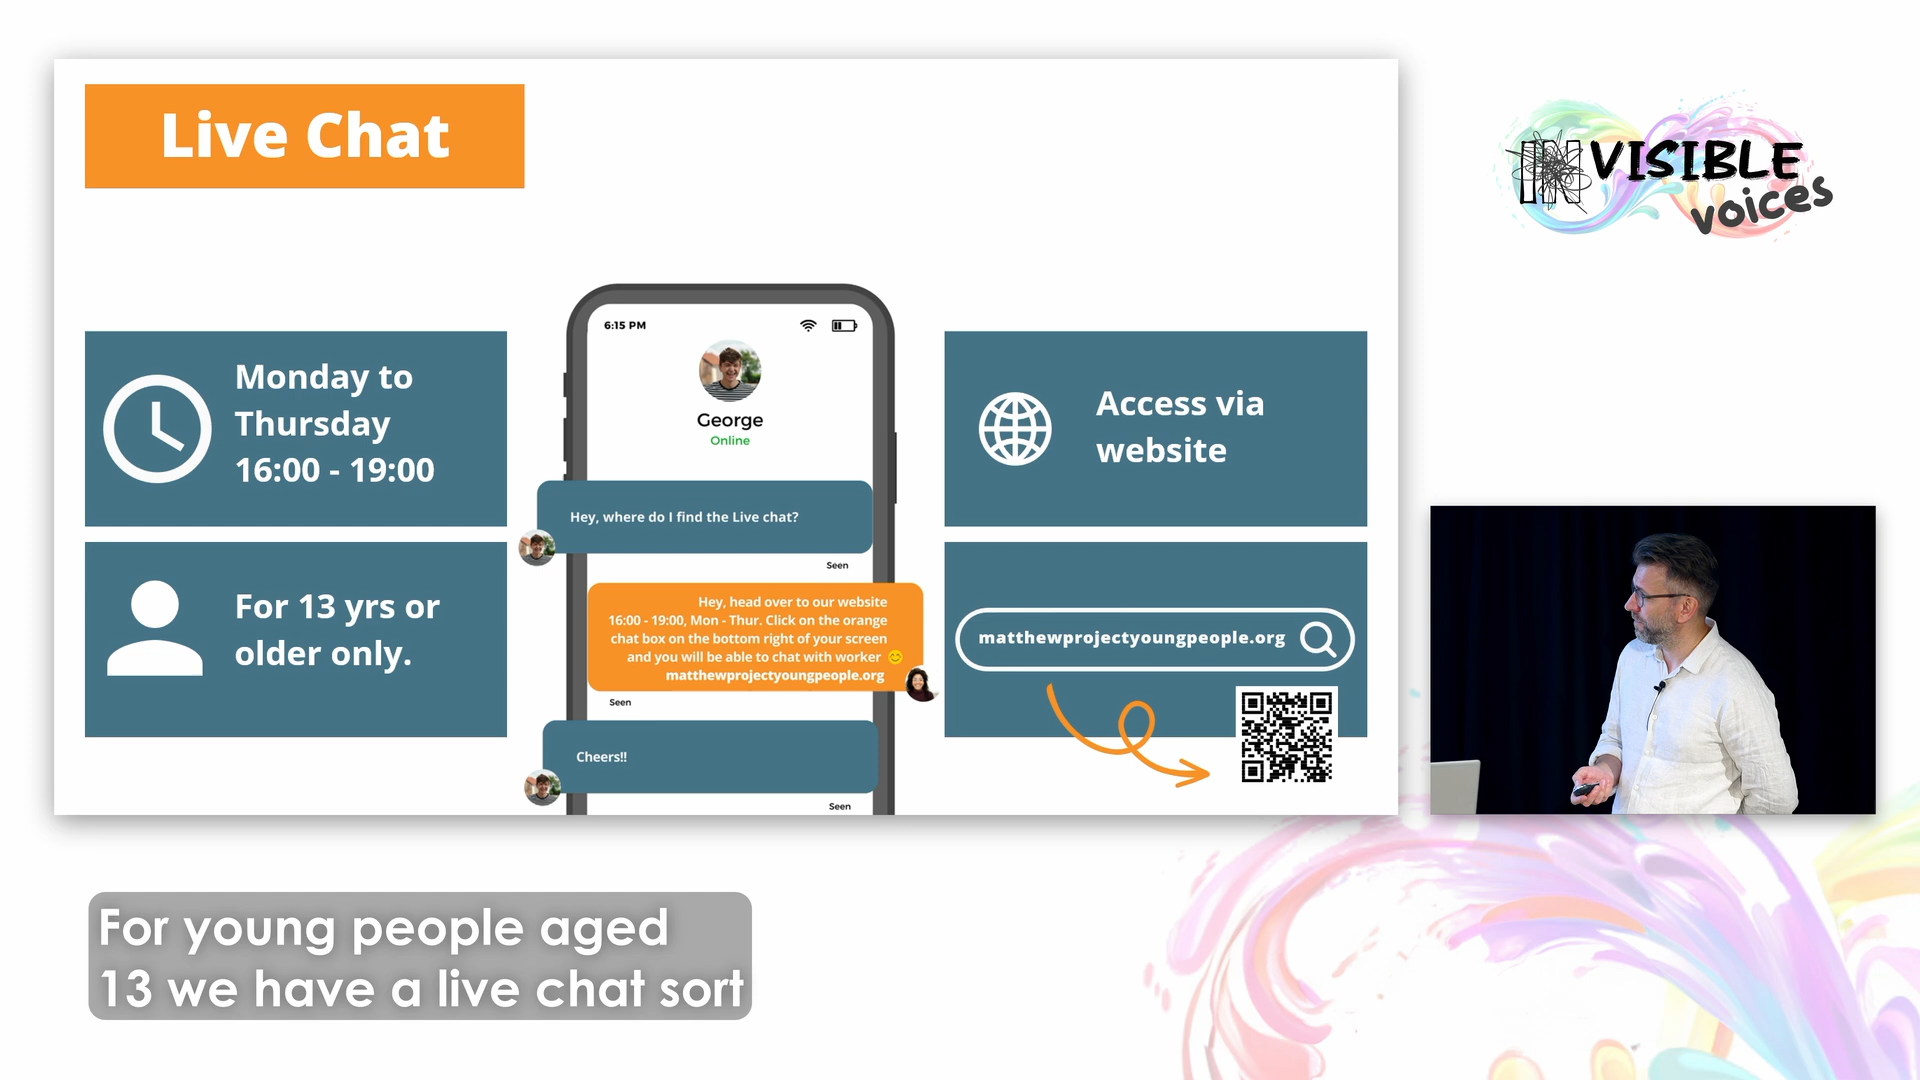 Live Chat
INVISIBLE
voices
Monday to
Thursday
16:00 - 19:00
For 13 yrs or
older only.
6:15 PM
George
Online
Hey, where do I find the Live chat?
Seen
Hey, head over to our website
16:00 - 19:00, Mon - Thur. Click on the orange
chat box on the bottom right of your screen
and you will be able to chat with worker 😊
matthewprojectyoungpeople.org
Seen
Cheers!!
Seen
Access via
website
matthewprojectyoungpeople.org
For young people aged
13 we have a live chat sort